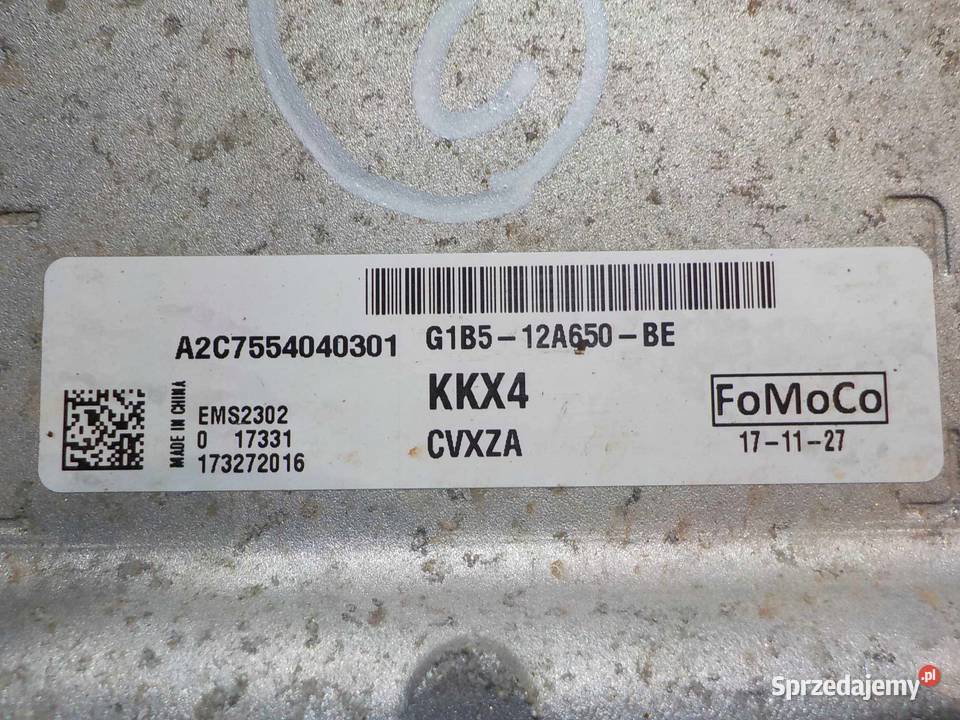 A2C7554040301 G1B5-12A650-BE
MADE IN CHINA
EMS2302
0 17331
173272016
KKX4
CVXZA
FoMoCo
17-11-27
Sprzedajemy.pl